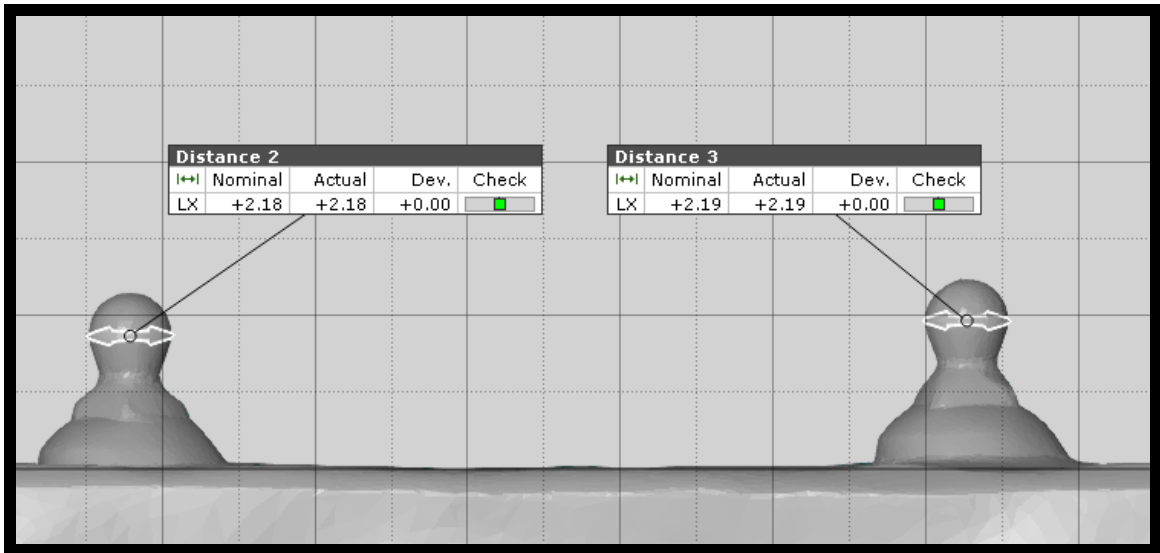 Distance 2
Nominal Actual Dev. Check
LX +2.18 +2.18 +0.00
Distance 3
Nominal Actual Dev. Check
LX +2.19 +2.19 +0.00